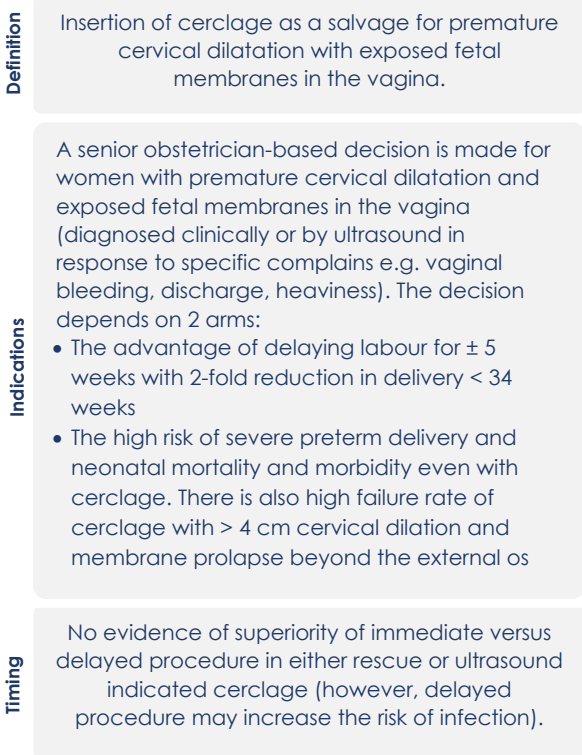 Definition
Insertion of cerclage as a salvage for premature
cervical dilatation with exposed fetal
membranes in the vagina.
Indications
A senior obstetrician-based decision is made for
women with premature cervical dilatation and
exposed fetal membranes in the vagina
(diagnosed clinically or by ultrasound in
response to specific complains e.g. vaginal
bleeding, discharge, heaviness). The decision
depends on 2 arms:
• The advantage of delaying labour for ± 5
weeks with 2-fold reduction in delivery < 34
weeks
• The high risk of severe preterm delivery and
neonatal mortality and morbidity even with
cerclage. There is also high failure rate of
cerclage with > 4 cm cervical dilation and
membrane prolapse beyond the external os
Timing
No evidence of superiority of immediate versus
delayed procedure in either rescue or ultrasound
indicated cerclage (however, delayed
procedure may increase the risk of infection).